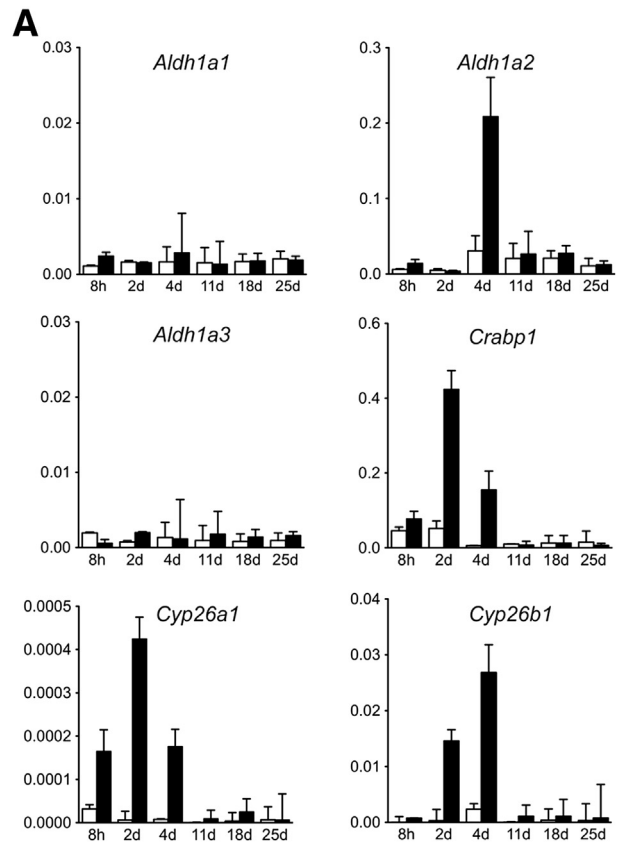 A
Aldh1a1
0.03
0.02
0.01
0.00
8h 2d 4d 11d 18d 25d
Aldh1a2
0.3
0.2
0.1
0.0
8h 2d 4d 11d 18d 25d
Aldh1a3
0.03
0.02
0.01
0.00
8h 2d 4d 11d 18d 25d
Crabp1
0.6
0.4
0.2
0.0
8h 2d 4d 11d 18d 25d
Cyp26a1
0.0005
0.0004
0.0003
0.0002
0.0001
0.0000
8h 2d 4d 11d 18d 25d
Cyp26b1
0.04
0.03
0.02
0.01
0.00
8h 2d 4d 11d 18d 25d